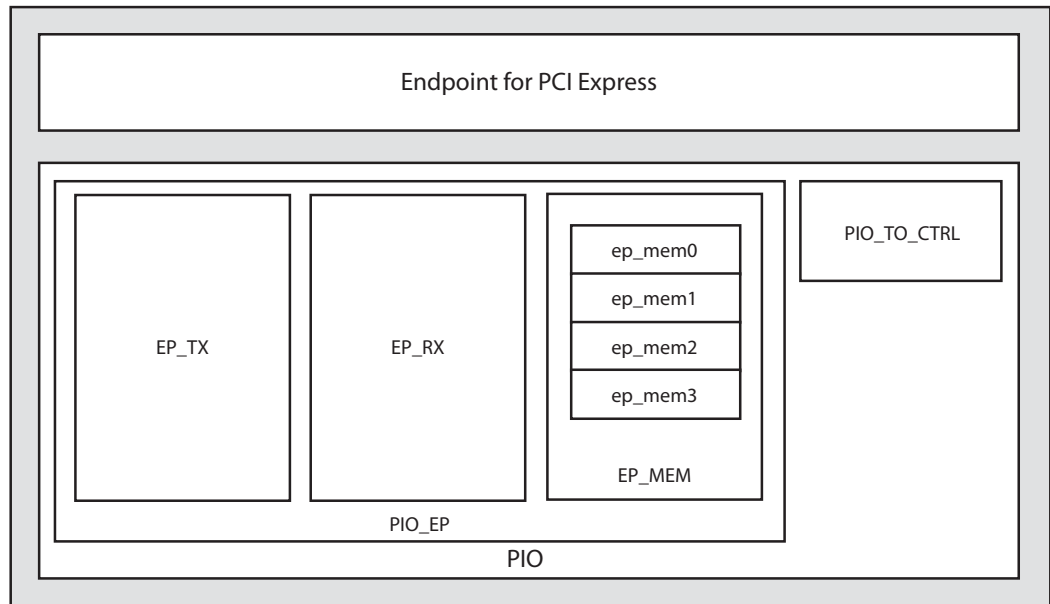 Endpoint for PCI Express
PIO_TO_CTRL
ep_mem0
ep_mem1
EP_TX
EP_RX
ep_mem2
ep_mem3
EP_MEM
PIO_EP
PIO